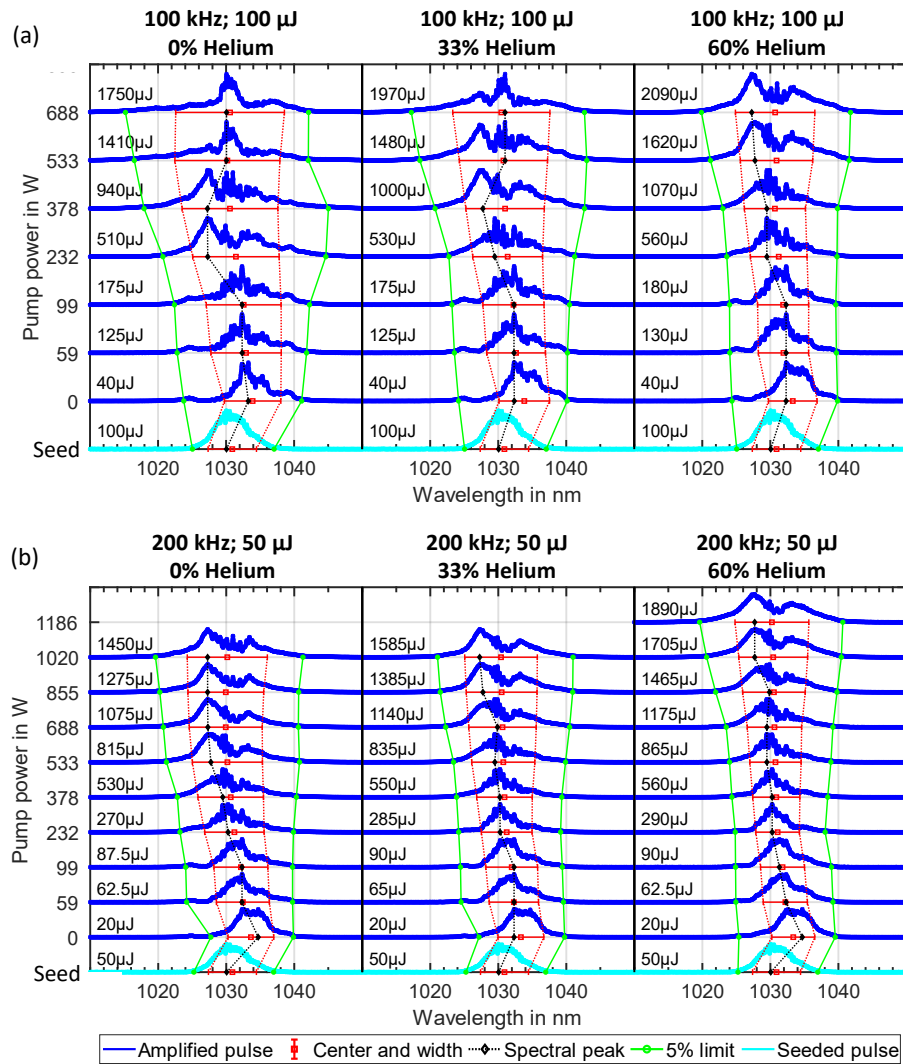 (a)
100 kHz; 100 µJ
0% Helium
100 kHz; 100 µJ
33% Helium
100 kHz; 100 µJ
60% Helium
Pump power in W
688
533
378
232
99
59
0
Seed
1750µJ
1410µJ
940µJ
510µJ
175µJ
125µJ
40µJ
100µJ
1970µJ
1480µJ
1000µJ
530µJ
175µJ
125µJ
40µJ
100µJ
2090µJ
1620µJ
1070µJ
560µJ
180µJ
130µJ
40µJ
100µJ
1020 1030 1040
1020 1030 1040
1020 1030 1040
Wavelength in nm
Wavelength in nm
(b)
200 kHz; 50 µJ
0% Helium
200 kHz; 50 µJ
33% Helium
200 kHz; 50 µJ
60% Helium
Pump power in W
1186
1020
855
688
533
378
232
99
59
0
Seed
1450µJ
1275µJ
1075µJ
815µJ
530µJ
270µJ
87.5µJ
62.5µJ
20µJ
50µJ
1585µJ
1385µJ
1140µJ
835µJ
550µJ
285µJ
90µJ
65µJ
20µJ
50µJ
1890µJ
1705µJ
1465µJ
1175µJ
865µJ
560µJ
290µJ
90µJ
62.5µJ
20µJ
50µJ
1020 1030 1040
1020 1030 1040
1020 1030 1040
Wavelength in nm
Wavelength in nm
Amplified pulse Center and width Spectral peak 5% limit Seeded pulse